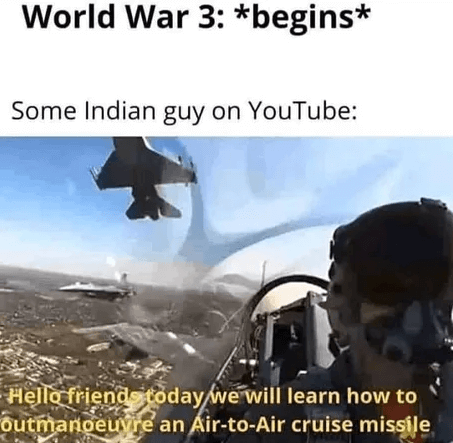 World War 3: *begins*
Some Indian guy on YouTube:
Hello friends today we will learn how to
outmanoeuvre an Air-to-Air cruise missile